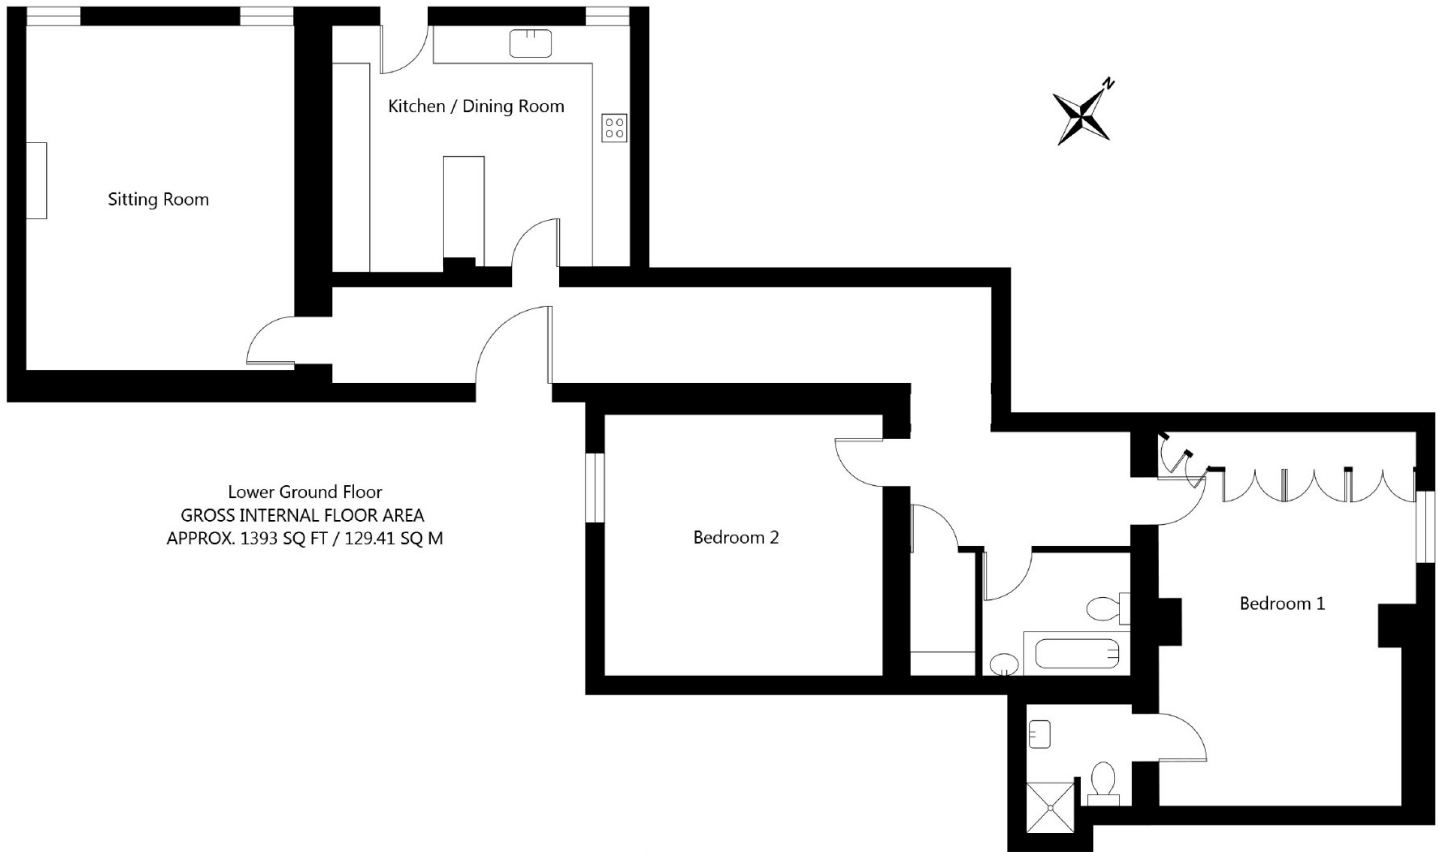 N
Kitchen / Dining Room
Sitting Room
Lower Ground Floor
GROSS INTERNAL FLOOR AREA
APPROX. 1393 SQ FT / 129.41 SQ M
Bedroom 2
Bedroom 1